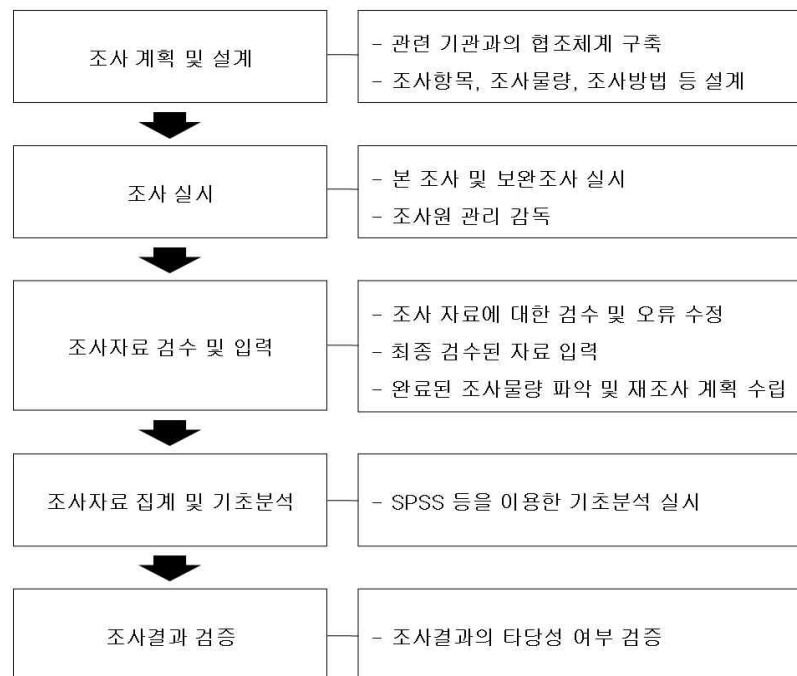 조사 계획 및 설계
- 관련 기관과의 협조체계 구축
- 조사항목, 조사물량, 조사방법 등 설계
조사 실시
- 본 조사 및 보완조사 실시
- 조사원 관리 감독
조사자료 검수 및 입력
- 조사 자료에 대한 검수 및 오류 수정
- 최종 검수된 자료 입력
- 완료된 조사물량 파악 및 재조사 계획 수립
조사자료 집계 및 기초분석
- SPSS 등을 이용한 기초분석 실시
조사결과 검증
- 조사결과의 타당성 여부 검증